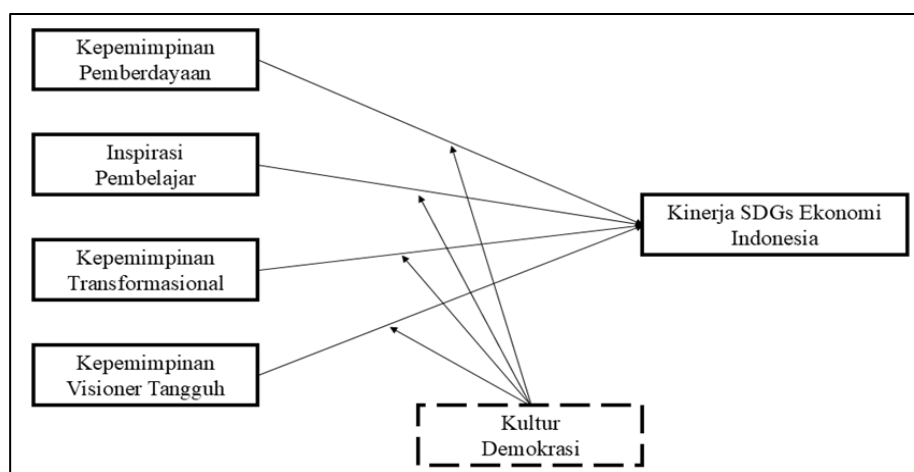 Kepemimpinan
Pemberdayaan
Inspirasi
Pembelajar
Kepemimpinan
Transformasional
Kepemimpinan
Visioner Tangguh
Kinerja SDGs Ekonomi
Indonesia
Kultur
Demokrasi